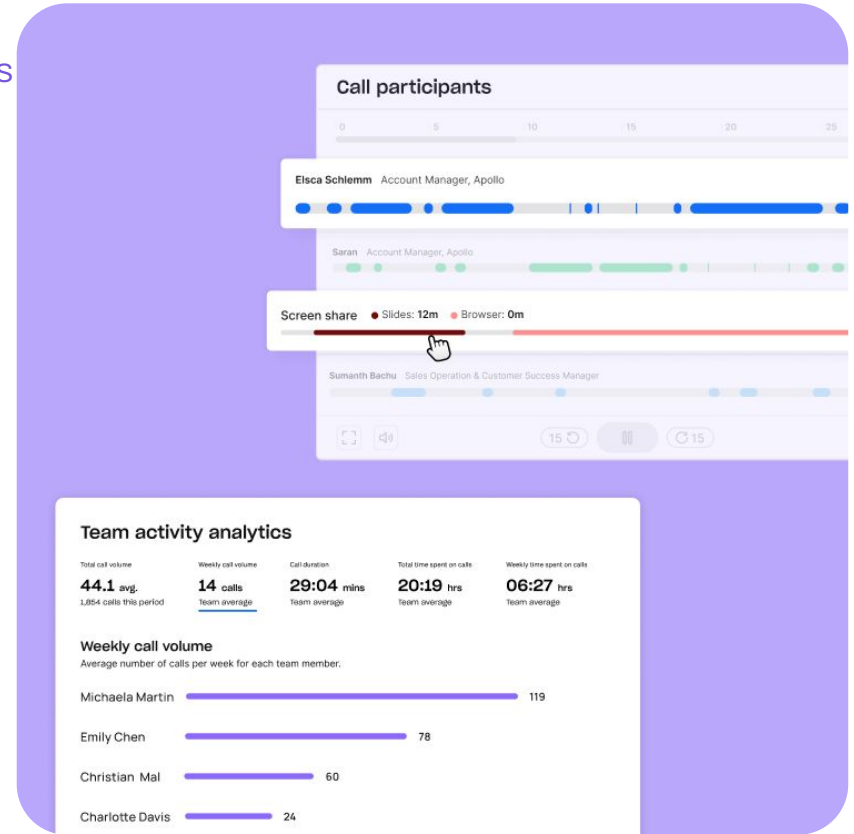 s
Call participants
0 5 10 15 20 25
Elsca Schlemm Account Manager, Apollo
Saran Account Manager, Apollo
Screen share Slides: 12m Browser: 0m
Sumanth Bachu Sales Operation & Customer Success Manager
15 15
Team activity analytics
Total call volume Weekly call volume Call duration Total time spent on calls Weekly time spent on calls
44.1 avg. 14 calls 29:04 mins 20:19 hrs 06:27 hrs
1,854 calls this period Team average Team average Team average Team average
Weekly call volume
Average number of calls per week for each team member.
Michaela Martin 119
Emily Chen 78
Christian Mal 60
Charlotte Davis 24